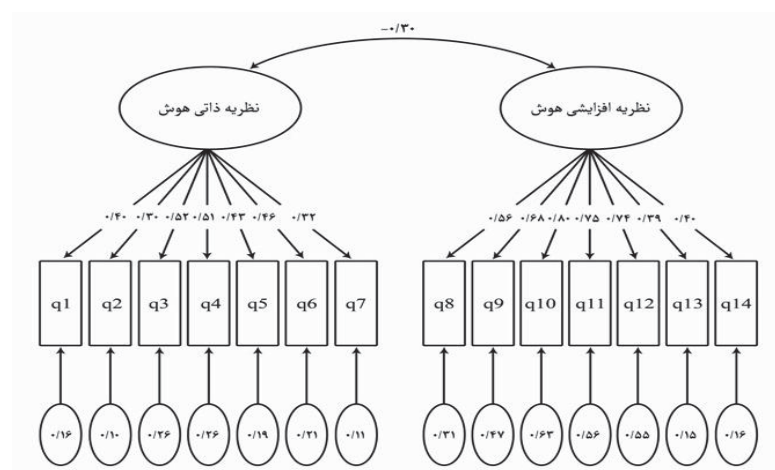 -۰/۳۰
نظریه ذاتی هوش نظریه افزایشی هوش
۰/۴۰ ۰/۳۰ ۰/۵۲ ۰/۵۱ ۰/۴۳ ۰/۴۶ ۰/۳۲ ۰/۵۶ ۰/۶۸ ۰/۸۰ ۰/۷۵ ۰/۷۴ ۰/۳۹ ۰/۴۰
q1 q2 q3 q4 q5 q6 q7 q8 q9 q10 q11 q12 q13 q14
۰/۱۶ ۰/۱۰ ۰/۲۶ ۰/۲۶ ۰/۱۹ ۰/۲۱ ۰/۱۱ ۰/۳۱ ۰/۴۷ ۰/۶۳ ۰/۵۶ ۰/۵۵ ۰/۱۵ ۰/۱۶